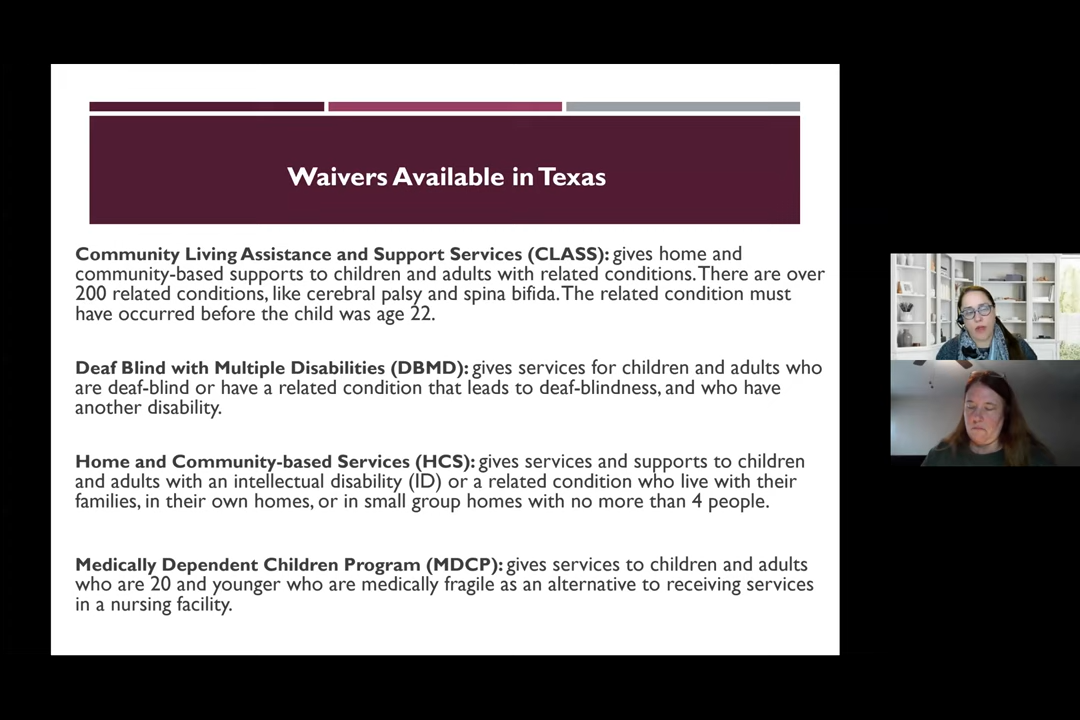 Waivers Available in Texas
Community Living Assistance and Support Services (CLASS): gives home and
community-based supports to children and adults with related conditions. There are over
200 related conditions, like cerebral palsy and spina bifida. The related condition must
have occurred before the child was age 22.
Deaf Blind with Multiple Disabilities (DBMD): gives services for children and adults who
are deaf-blind or have a related condition that leads to deaf-blindness, and who have
another disability.
Home and Community-based Services (HCS): gives services and supports to children
and adults with an intellectual disability (ID) or a related condition who live with their
families, in their own homes, or in small group homes with no more than 4 people.
Medically Dependent Children Program (MDCP): gives services to children and adults
who are 20 and younger who are medically fragile as an alternative to receiving services
in a nursing facility.